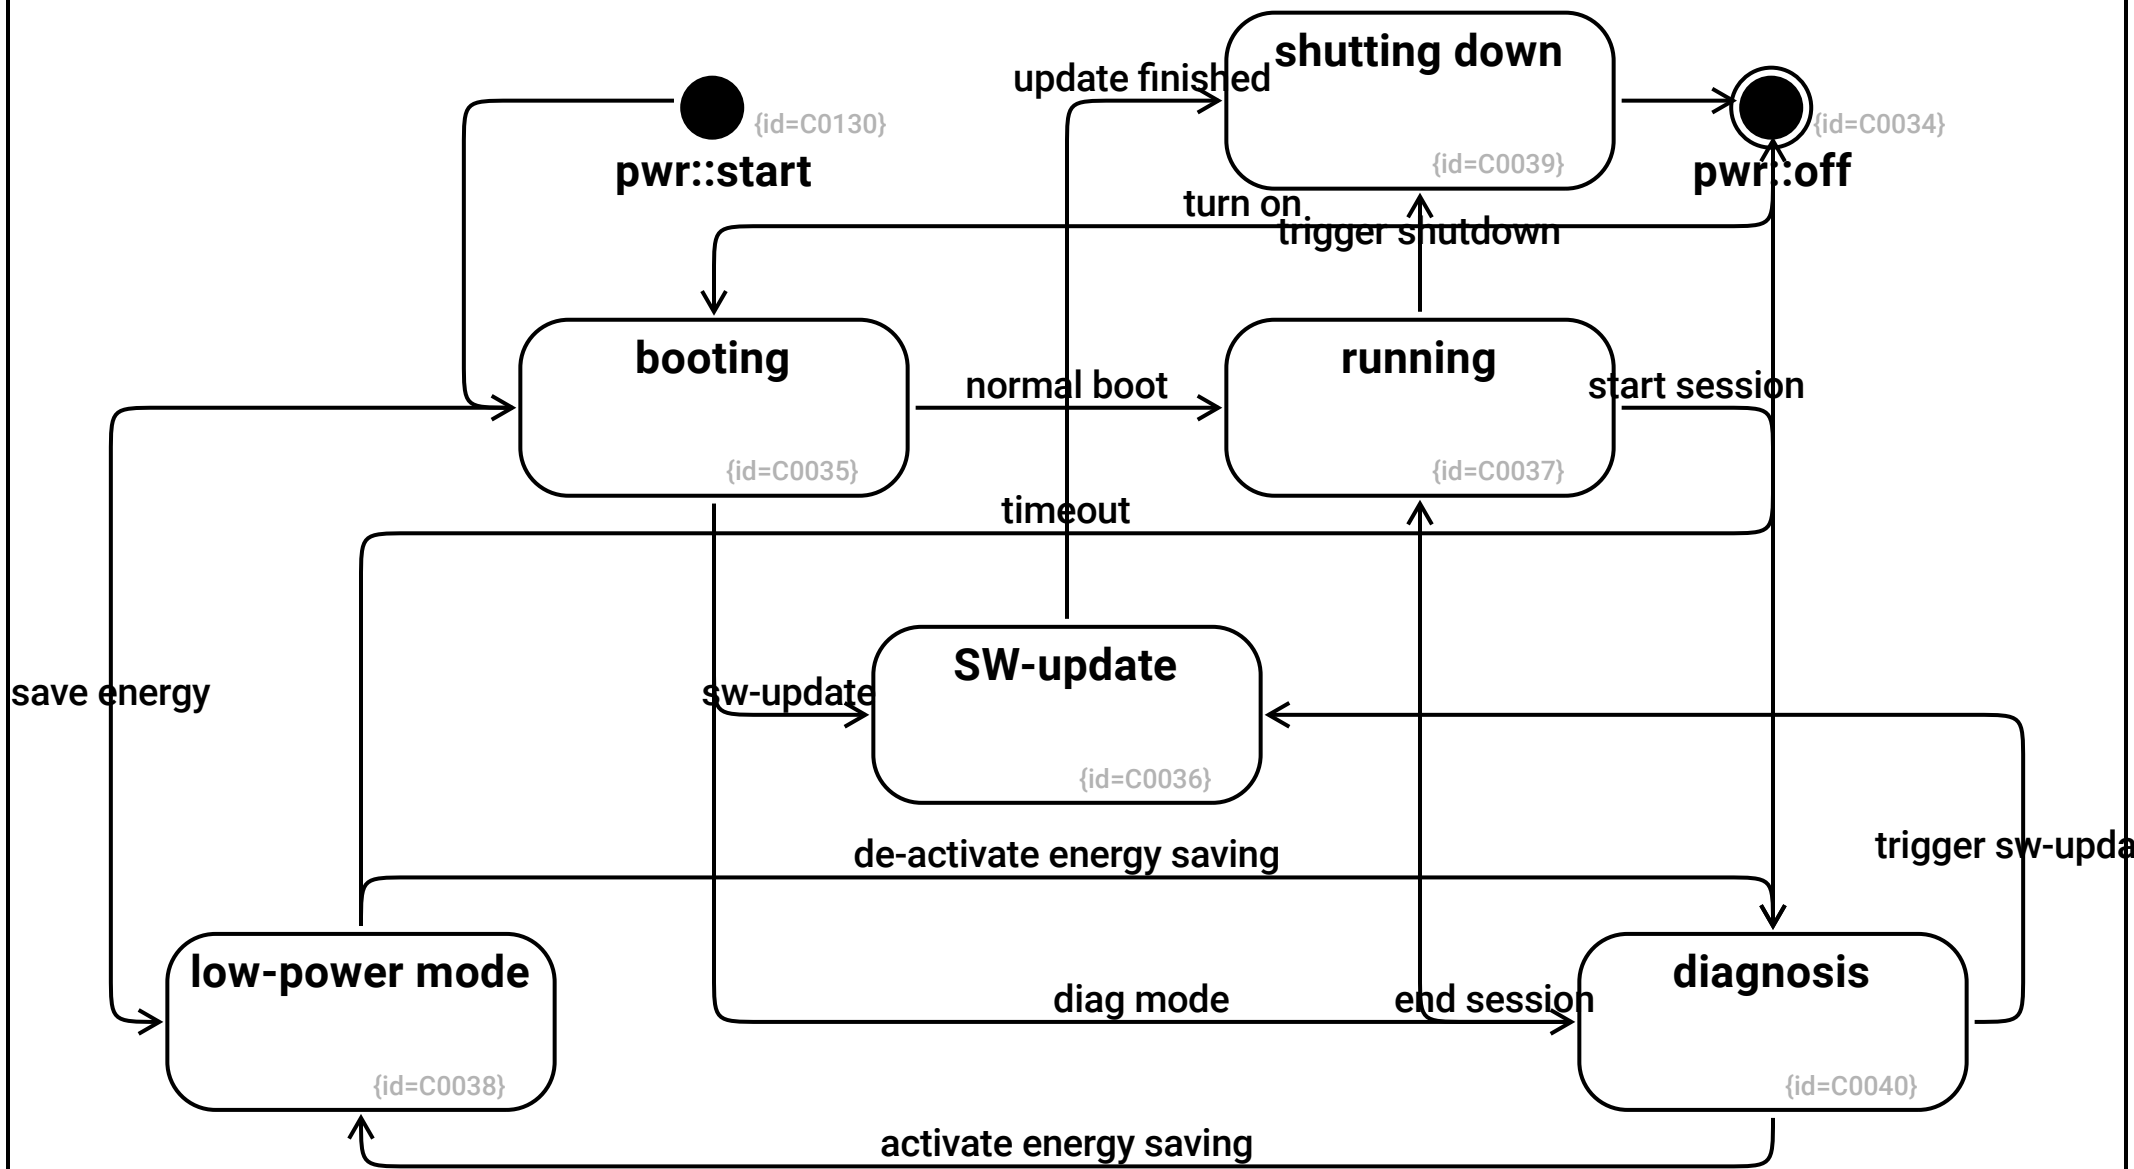 shutting down
update finished
{id=C0130}
{id=C0034}
pwr::start
{id=C0039}
pwr::off
turn on
trigger shutdown
booting
running
normal boot
start session
{id=C0035}
{id=C0037}
timeout
SW-update
save energy
sw-update
{id=C0036}
trigger sw-upda
de-activate energy saving
low-power mode
diagnosis
diag mode
end session
{id=C0038}
{id=C0040}
activate energy saving